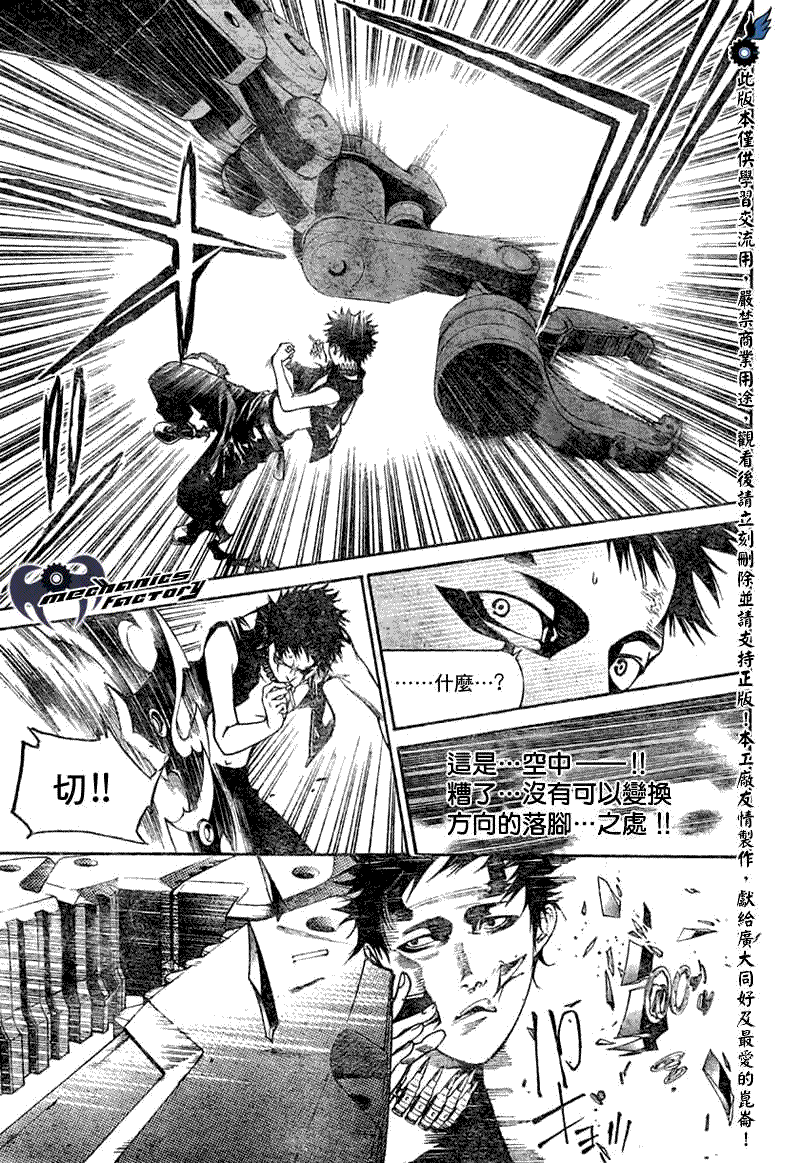 此版本僅供學習交流用，嚴禁商業用途，觀看後請立刻刪除並請支持正版！本工廠友情製作，獻給廣大同好及最愛的崑崙！
mechanics
factory
……什麼…?
這是…空中——!!
糟了…沒有可以變換
方向的落腳…之處!!
切!!